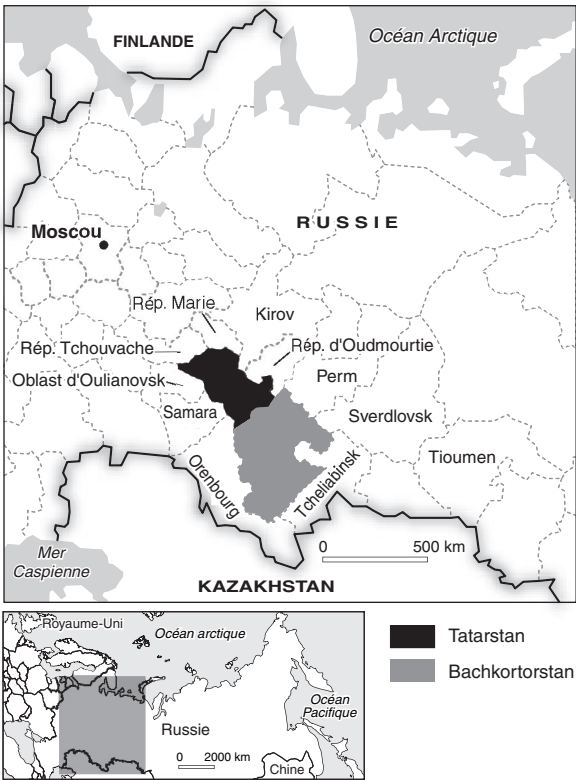 FINLANDE
Océan Arctique
RUSSIE
Moscou
Rép. Marie
Kirov
Rép. Tchouvache
Rép. d'Oudmourtie
Oblast d'Oulianovsk
Perm
Samara
Sverdlovsk
Tioumen
Orenbourg
Tcheliabinsk
Mer
Caspienne
0 500 km
KAZAKHSTAN
Royaume-Uni
Océan arctique
Océan
Pacifique
Russie
0 2000 km
Chine
Tatarstan
Bachkortorstan